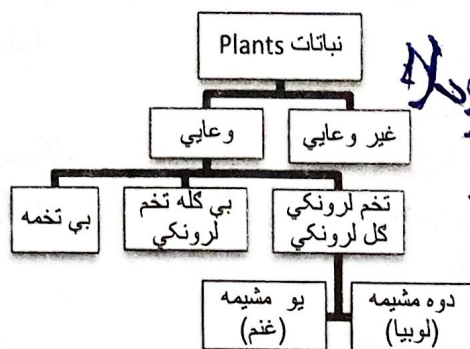 نباتات Plants
غير وعايي
وعايي
تخم لرونکي
ګل لرونکي
بې ګله تخم
لرونکي
بې تخمه
دوه مشيمه
(لوبيا)
يو مشيمه
(غنم)